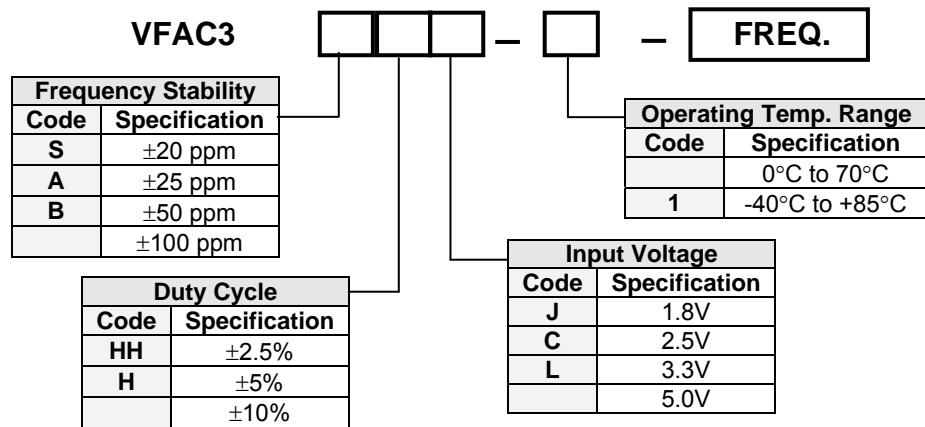 VFAC3 – – FREQ.
Frequency Stability
Code Specification
S ±20 ppm
A ±25 ppm
B ±50 ppm
±100 ppm
Operating Temp. Range
Code Specification
0°C to 70°C
1 -40°C to +85°C
Duty Cycle
Code Specification
HH ±2.5%
H ±5%
±10%
Input Voltage
Code Specification
J 1.8V
C 2.5V
L 3.3V
5.0V